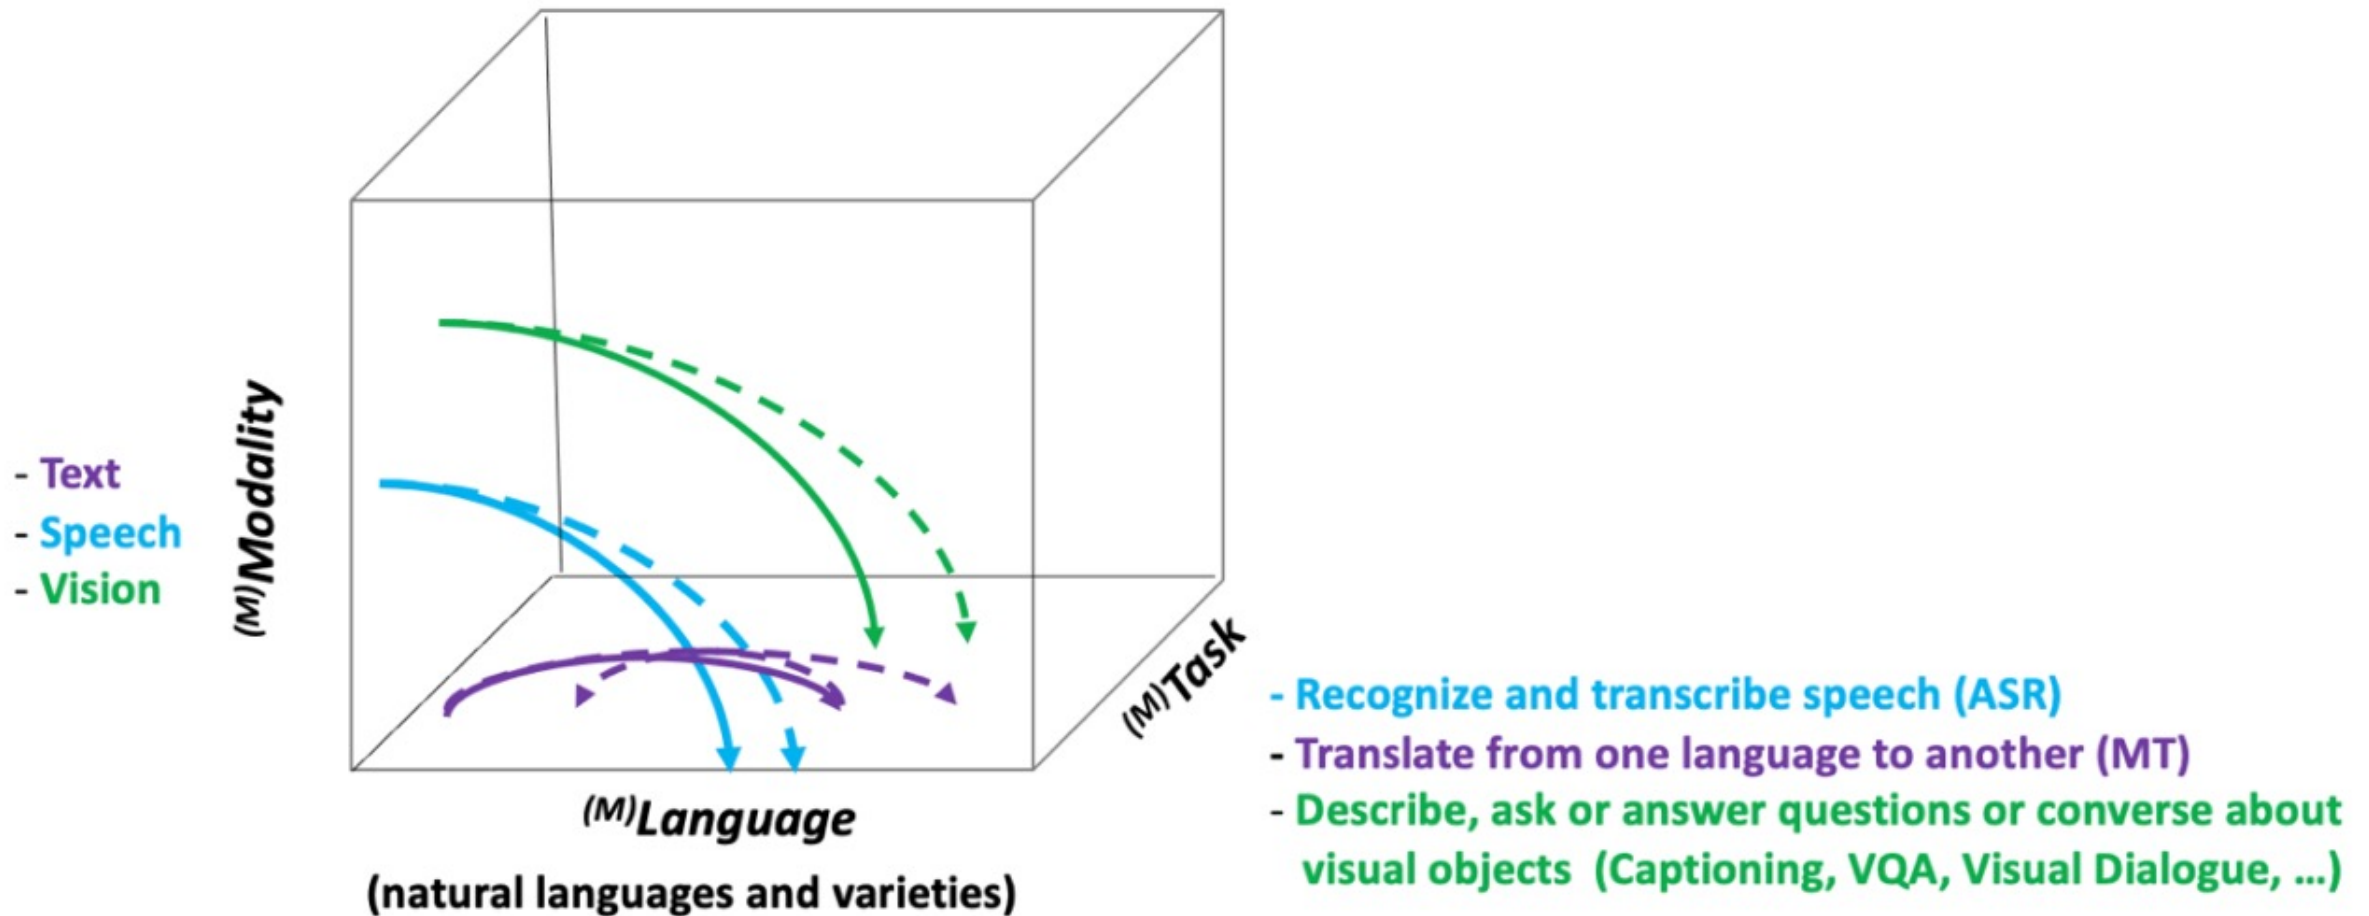 (M)Modality
- Text
- Speech
- Vision
(M)Language
(natural languages and varieties)
(M)Task
- Recognize and transcribe speech (ASR)
- Translate from one language to another (MT)
- Describe, ask or answer questions or converse about
visual objects (Captioning, VQA, Visual Dialogue, ...)